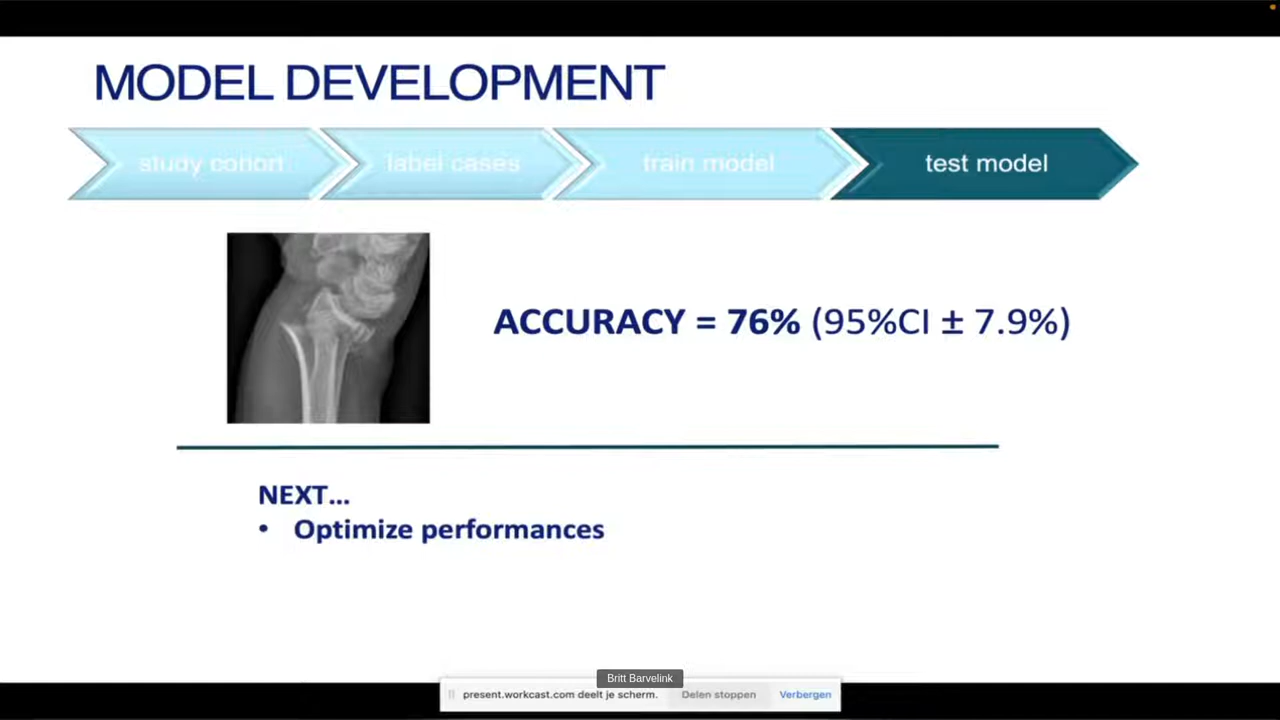 MODEL DEVELOPMENT
study cohort
label cases
train model
test model
ACCURACY = 76% (95%CI ± 7.9%)
NEXT...
• Optimize performances
Britt Barvelink
present.workcast.com deelt je scherm.
Delen stoppen
Verbergen